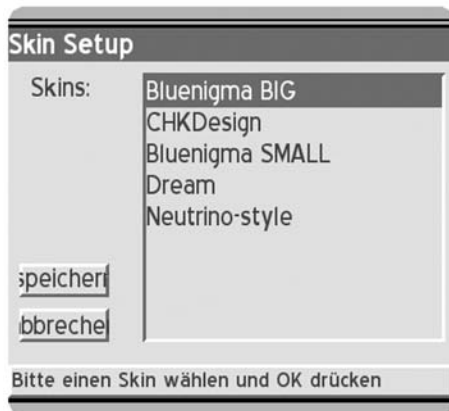 Skin Setup
Skins:
Bluenigma BIG
CHKDesign
Bluenigma SMALL
Dream
Neutrino-style
speichern
abbrechen
Bitte einen Skin wählen und OK drücken